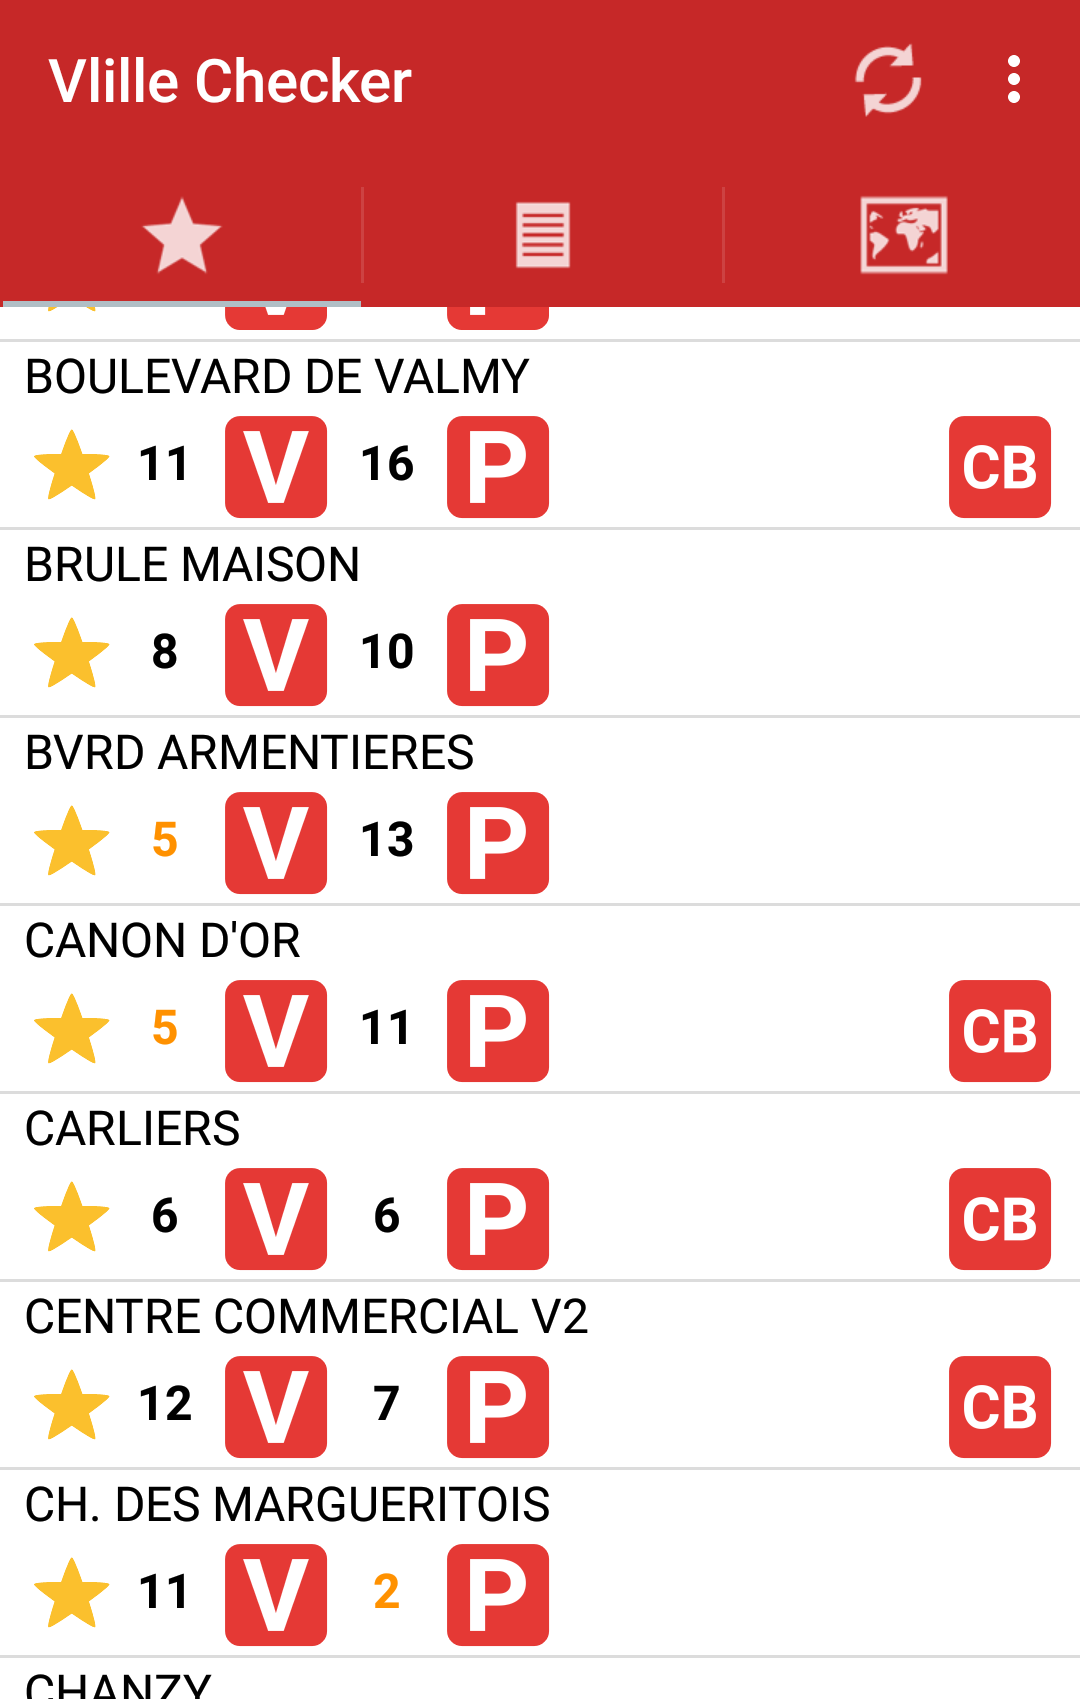 Vlille Checker
BOULEVARD DE VALMY
11 V 16 P CB
BRULE MAISON
8 V 10 P
BVRD ARMENTIERES
5 V 13 P
CANON D'OR
5 V 11 P CB
CARLIERS
6 V 6 P CB
CENTRE COMMERCIAL V2
12 V 7 P CB
CH. DES MARGUERITOIS
11 V 2 P
CHANZY